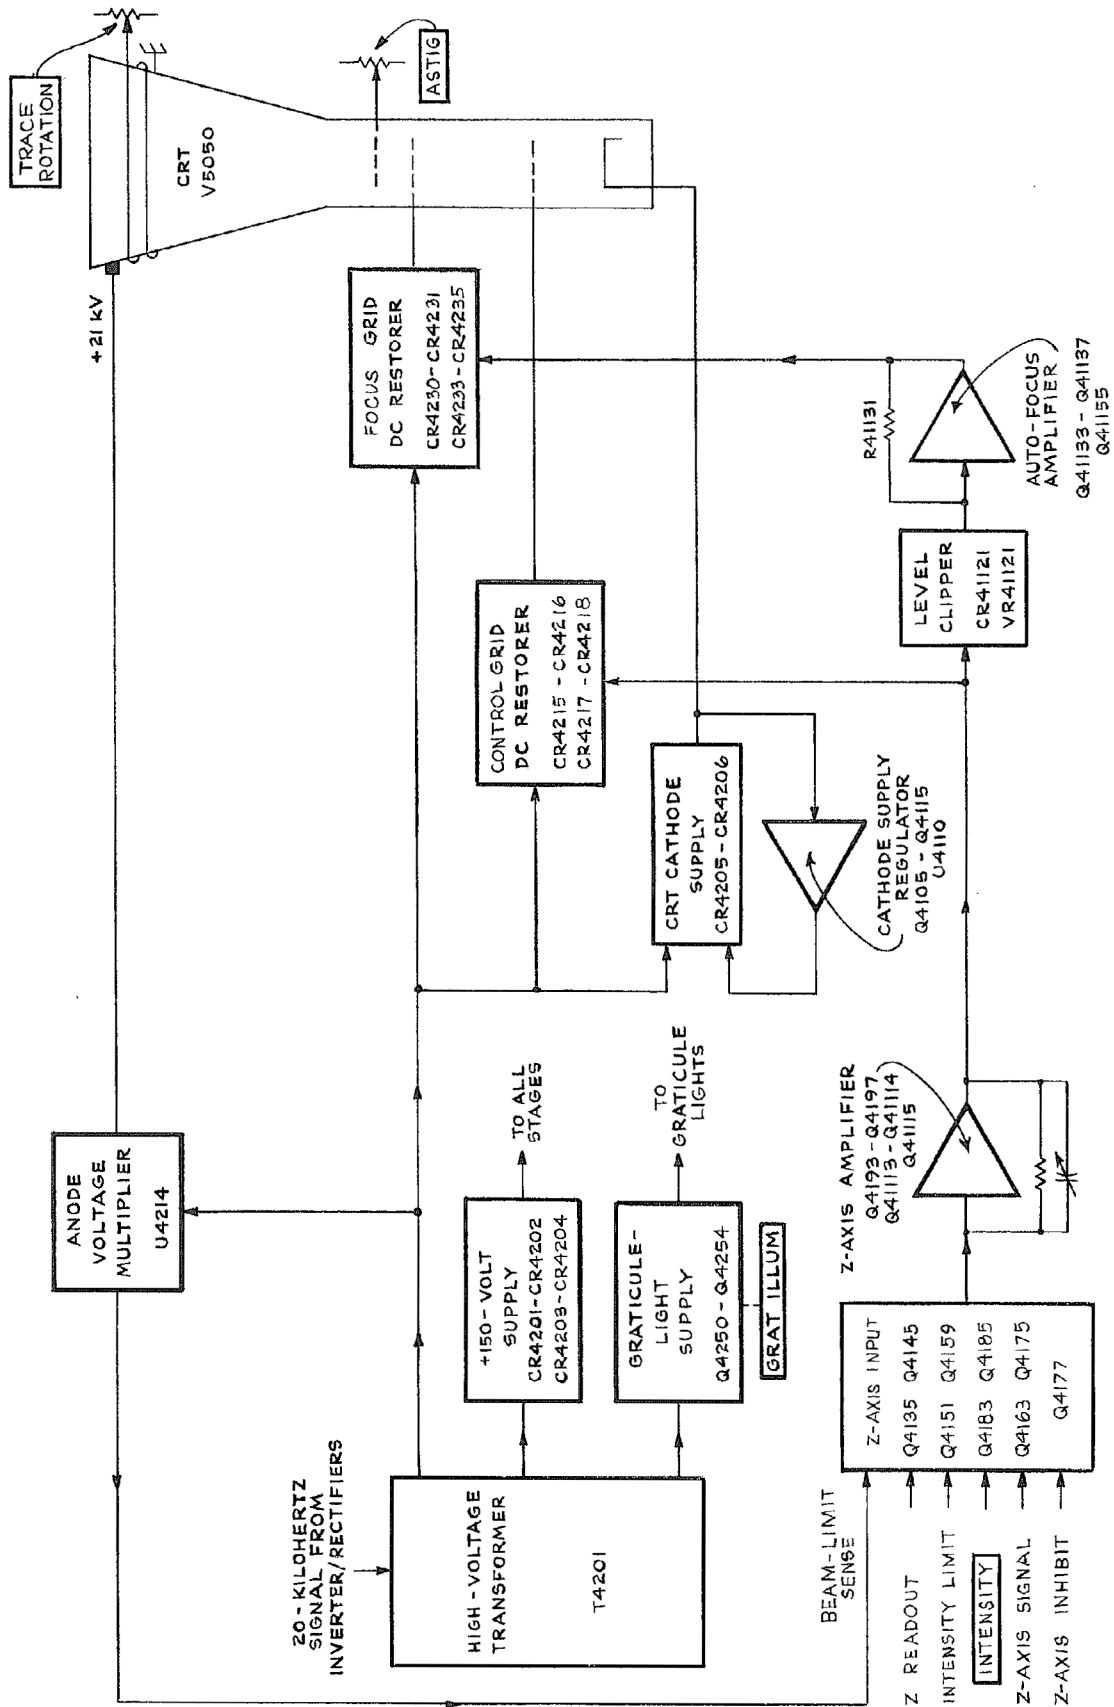 TRACE
ROTATION
CRT
V5050
ASTIG
+21 kV
ANODE
VOLTAGE
MULTIPLIER
U4214
FOCUS GRID
DC RESTORER
CR4230-CR4231
CR4233-CR4235
CONTROL GRID
DC RESTORER
CR4215-CR4216
CR4217-CR4218
CRT CATHODE
SUPPLY
CR4205-CR4206
CATHODE SUPPLY
REGULATOR
Q4105-Q4115
U4110
20-KILOHERTZ
SIGNAL FROM
INVERTER/RECTIFIERS
HIGH-VOLTAGE
TRANSFORMER
T4201
+150-VOLT
SUPPLY
CR4201-CR4202
CR4203-CR4204
TO ALL
STAGES
GRATICULE-
LIGHT
SUPPLY
Q4250-Q4254
TO
GRATICULE
LIGHTS
GRAT ILLUM
BEAM-LIMIT
SENSE
Z READOUT
INTENSITY LIMIT
INTENSITY
Z-AXIS SIGNAL
Z-AXIS INHIBIT
Z-AXIS INPUT
Q4135 Q4145
Q4151 Q4159
Q4183 Q4185
Q4163 Q4175
Q4177
Z-AXIS AMPLIFIER
Q4193-Q4197
Q41113-Q41114
Q41115
LEVEL
CLIPPER
CR41121
VR41121
R41131
AUTO-FOCUS
AMPLIFIER
Q41133-Q41137
Q41155